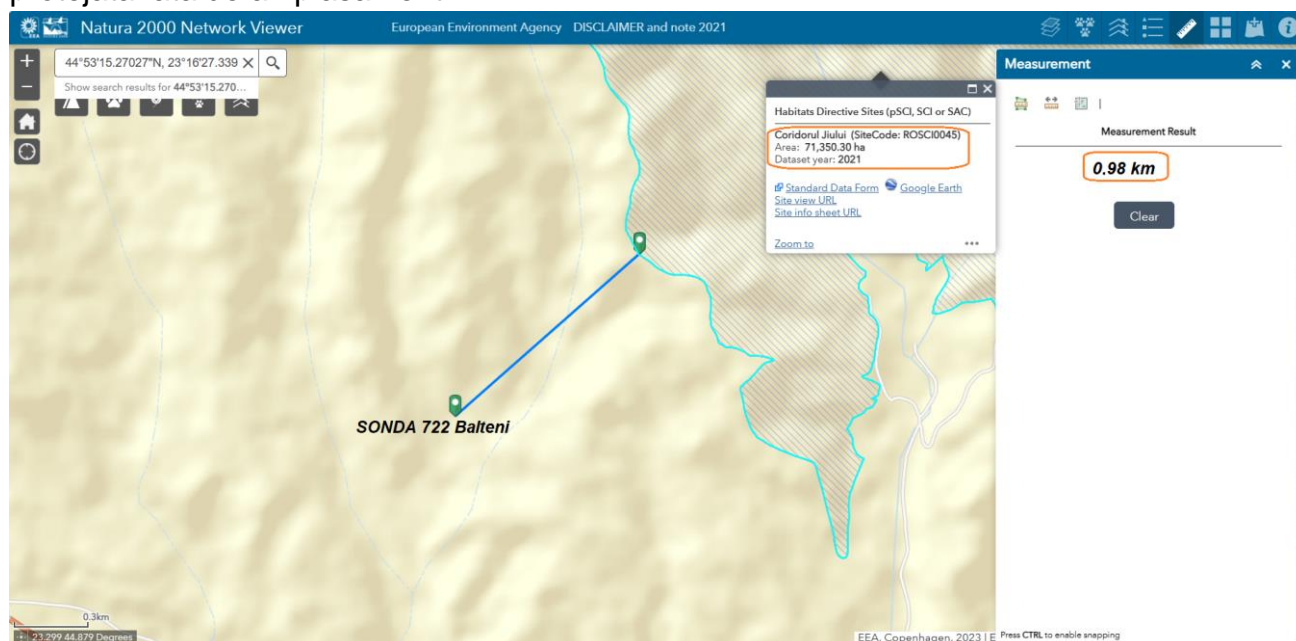 Natura 2000 Network Viewer
European Environment Agency DISCLAIMER and note 2021
44°53'15.27027"N, 23°16'27.339
Show search results for 44°53'15.270...
Measurement
Measurement Result
0.98 km
Clear
Habitats Directive Sites (pSCI, SCI or SAC)
Coridorul Jiului (SiteCode: ROSCI0045)
Area: 71,350.30 ha
Dataset year: 2021
Standard Data Form Google Earth
Site view URL
Site info sheet URL
Zoom to
SONDA 722 Balteni
0.3km
23.299 44.879 Degrees
EEA, Copenhagen, 2023 | E
Press CTRL to enable snapping